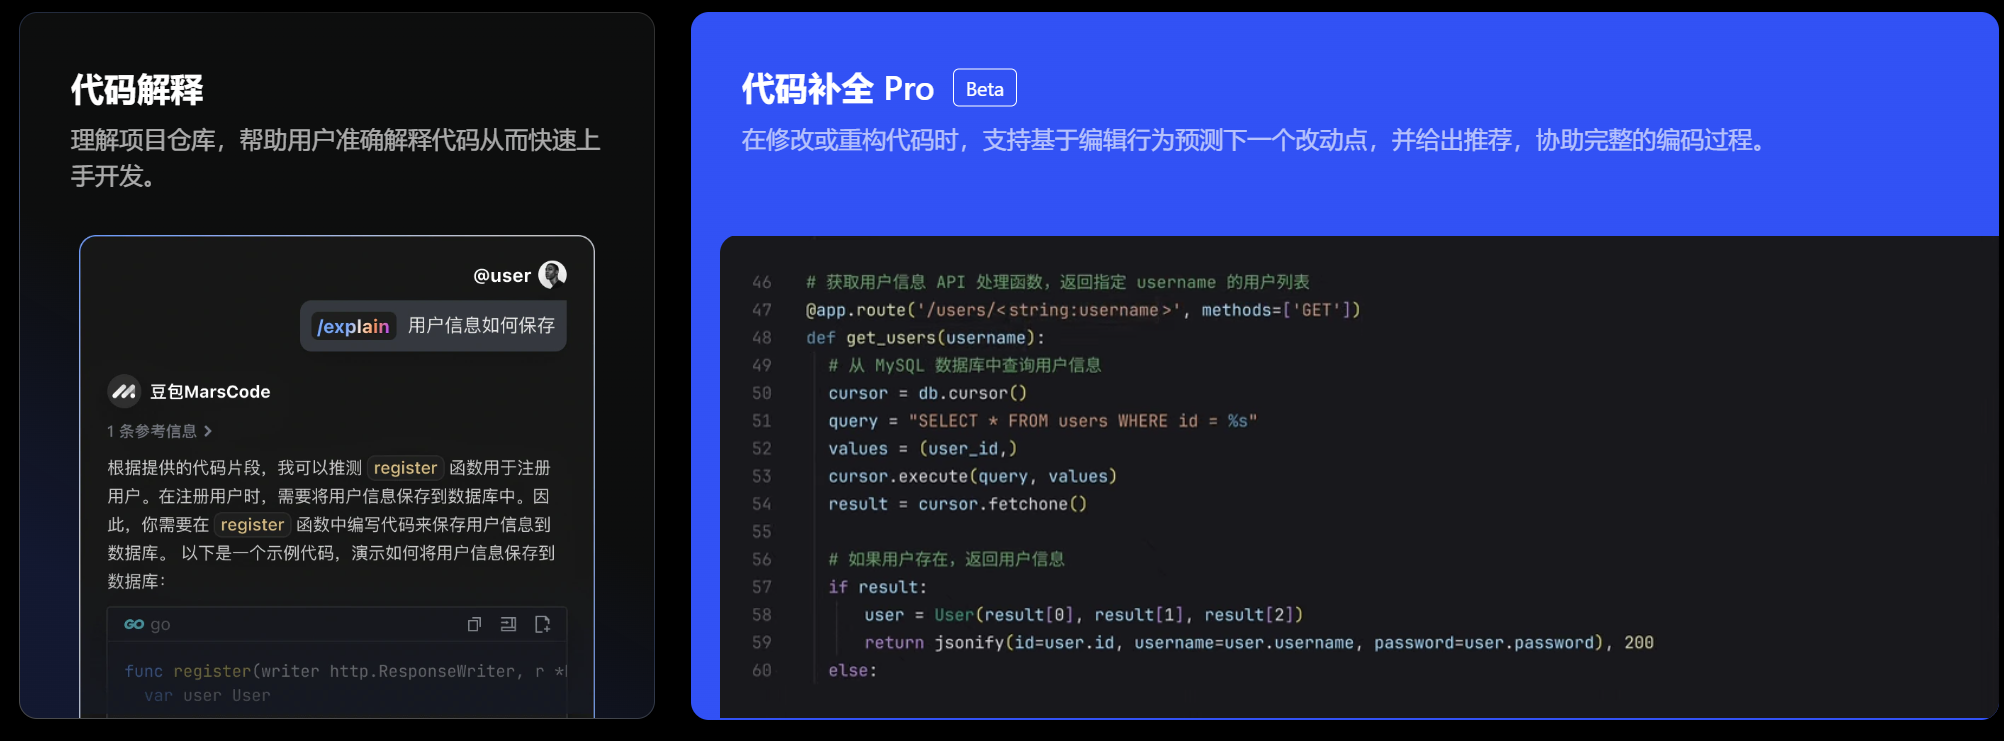 代码解释
理解项目仓库，帮助用户准确解释代码从而快速上
手开发。
@user
/explain 用户信息如何保存
豆包MarsCode
1 条参考信息 >
根据提供的代码片段，我可以推测 register 函数用于注册
用户。在注册用户时，需要将用户信息保存到数据库中。因
此，你需要在 register 函数中编写代码来保存用户信息到
数据库。 以下是一个示例代码，演示如何将用户信息保存到
数据库：
GO go
func register(writer http.ResponseWriter, r *
var user User
代码补全 Pro Beta
在修改或重构代码时，支持基于编辑行为预测下一个改动点，并给出推荐，协助完整的编码过程。
46 # 获取用户信息 API 处理函数，返回指定 username 的用户列表
47 @app.route('/users/<string:username>', methods=['GET'])
48 def get_users(username):
49 # 从 MySQL 数据库中查询用户信息
50 cursor = db.cursor()
51 query = "SELECT * FROM users WHERE id = %s"
52 values = (user_id,)
53 cursor.execute(query, values)
54 result = cursor.fetchone()
55
56 # 如果用户存在，返回用户信息
57 if result:
58 user = User(result[0], result[1], result[2])
59 return jsonify(id=user.id, username=user.username, password=user.password), 200
60 else: